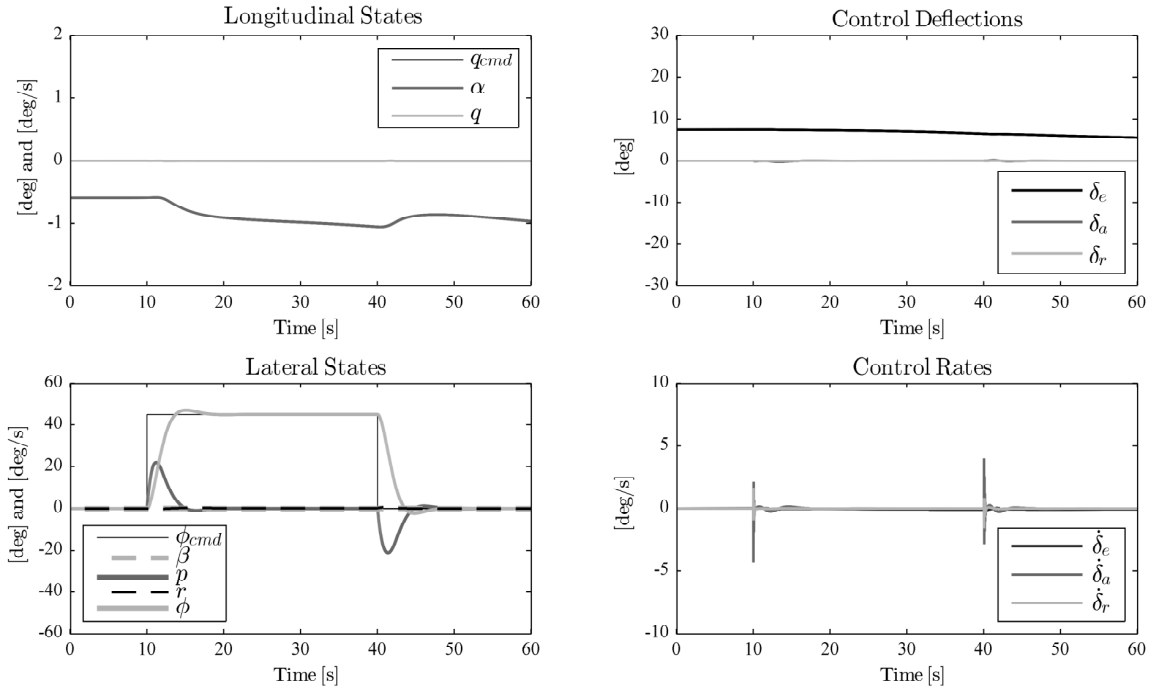 Longitudinal States
[deg] and [deg/s]
2
1
0
-1
-2
q_cmd
α
q
0 10 20 30 40 50 60
Time [s]
Control Deflections
[deg]
30
20
10
0
-10
-20
-30
δ_e
δ_a
δ_r
0 10 20 30 40 50 60
Time [s]
Lateral States
[deg] and [deg/s]
60
40
20
0
-20
-40
-60
ϕ_cmd
β
p
r
ϕ
0 10 20 30 40 50 60
Time [s]
Control Rates
[deg/s]
10
5
0
-5
-10
δ̇_e
δ̇_a
δ̇_r
0 10 20 30 40 50 60
Time [s]